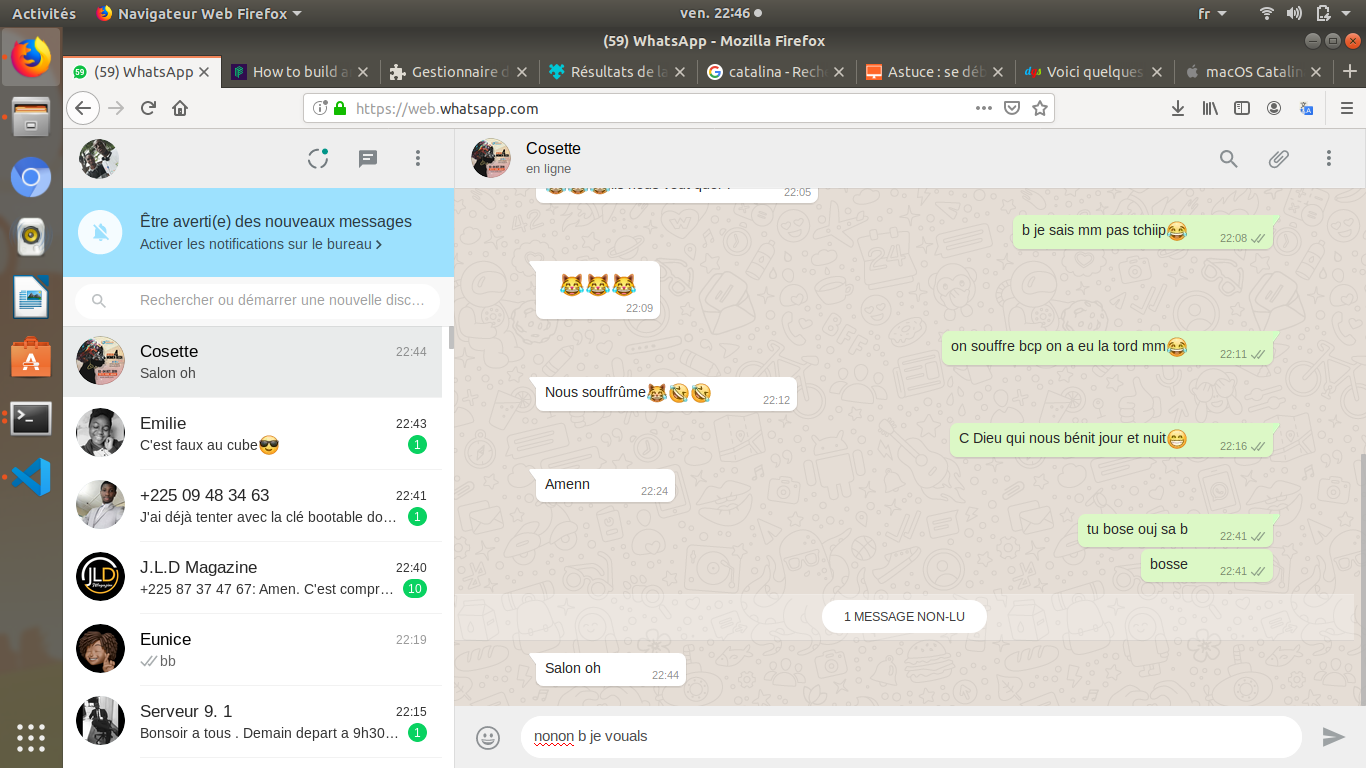 Activités
Navigateur Web Firefox
ven. 22:46
fr
(59) WhatsApp - Mozilla Firefox
(59) WhatsApp
How to build a
Gestionnaire d
Résultats de la
catalina - Rech
Astuce : se déb
Voici quelques
macOS Catalin
https://web.whatsapp.com
Être averti(e) des nouveaux messages
Activer les notifications sur le bureau
Rechercher ou démarrer une nouvelle disc…
Cosette 22:44
Salon oh
Emilie 22:43
C'est faux au cube😎 1
+225 09 48 34 63 22:41
J'ai déjà tenter avec la clé bootable do… 1
J.L.D Magazine 22:40
+225 87 37 47 67: Amen. C'est compr… 10
Eunice 22:19
bb
Serveur 9. 1 22:15
Bonsoir a tous . Demain depart a 9h30… 1
Cosette
en ligne
22:05
b je sais mm pas tchiip😂 22:08
😹😹😹
22:09
on souffre bcp on a eu la tord mm😂 22:11
Nous souffrûme😹🤣🤣 22:12
C Dieu qui nous bénit jour et nuit😁 22:16
Amenn 22:24
tu bose ouj sa b 22:41
bosse 22:41
1 MESSAGE NON-LU
Salon oh 22:44
nonon b je vouals